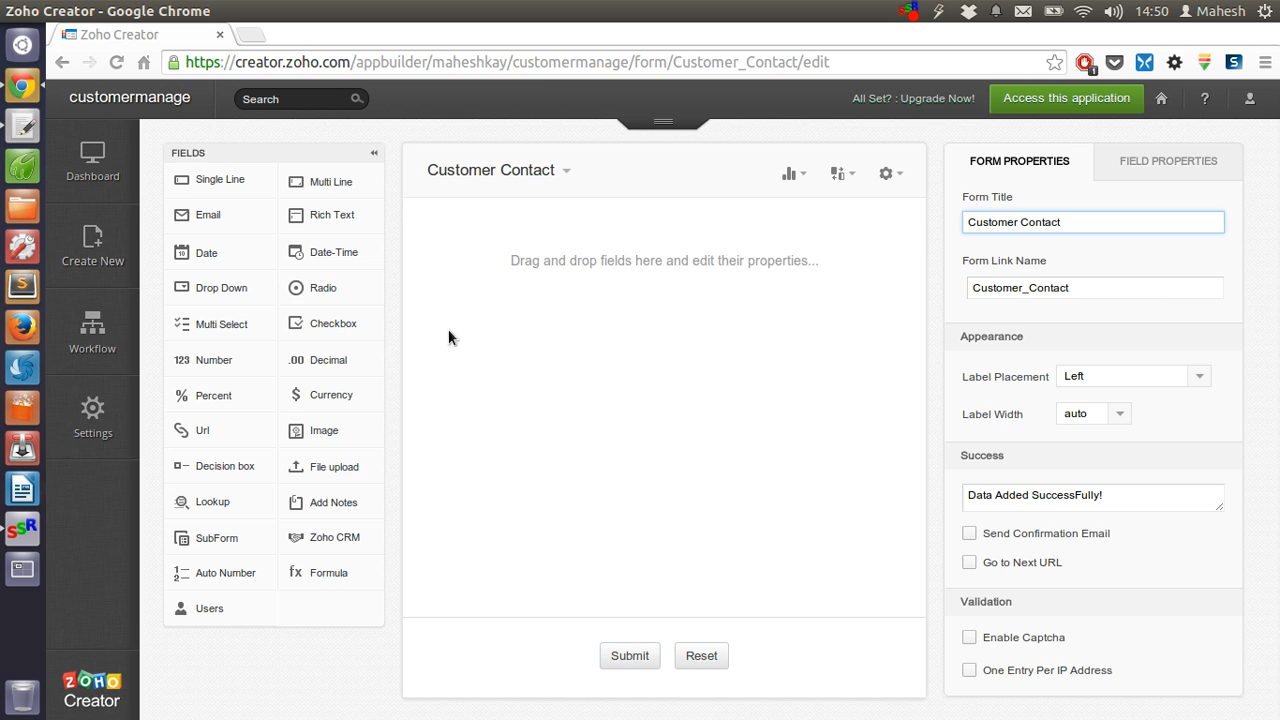 Zoho Creator - Google Chrome
14:50 Mahesh
Zoho Creator
https://creator.zoho.com/appbuilder/maheshkay/customermanage/form/Customer_Contact/edit
1
customermanage
Search
All Set? : Upgrade Now!
Access this application
?
Dashboard
Create New
Workflow
Settings
ZOHO
Creator
FIELDS
Single Line
Multi Line
Email
Rich Text
Date
Date-Time
Drop Down
Radio
Multi Select
Checkbox
123 Number
.00 Decimal
% Percent
$ Currency
Url
Image
Decision box
File upload
Lookup
Add Notes
SubForm
Zoho CRM
Auto Number
fx Formula
Users
Customer Contact
Drag and drop fields here and edit their properties...
Submit
Reset
FORM PROPERTIES
FIELD PROPERTIES
Form Title
Customer Contact
Form Link Name
Customer_Contact
Appearance
Label Placement
Left
Label Width
auto
Success
Data Added SuccessFully!
Send Confirmation Email
Go to Next URL
Validation
Enable Captcha
One Entry Per IP Address